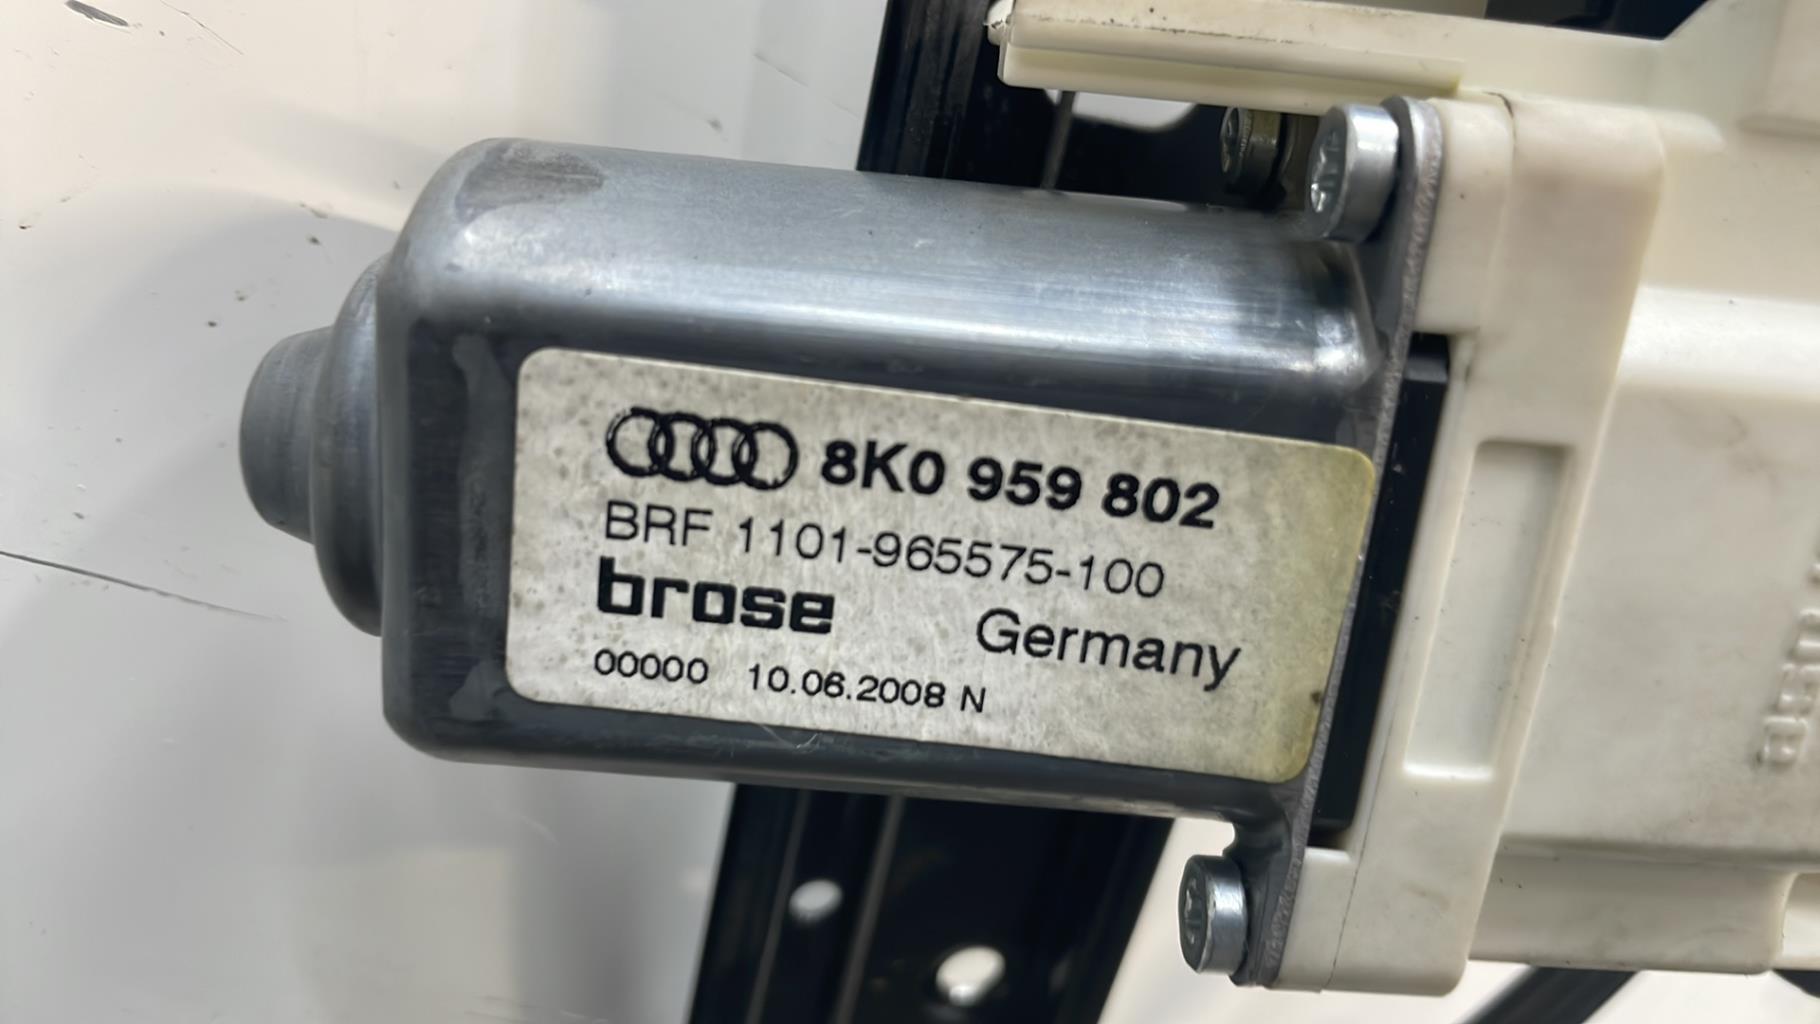 8K0 959 802
BRF 1101-965575-100
brose Germany
00000 10.06.2008 N